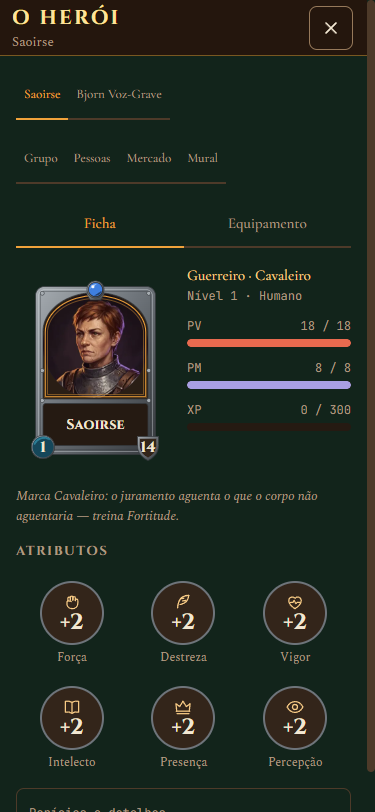 O HERÓI
Saoirse
Saoirse Bjorn Voz-Grave
Grupo Pessoas Mercado Mural
Ficha Equipamento
Guerreiro · Cavaleiro
Nível 1 · Humano
PV 18 / 18
PM 8 / 8
XP 0 / 300
SAOIRSE
1 14
Marca Cavaleiro: o juramento aguenta o que o corpo não
aguentaria — treina Fortitude.
ATRIBUTOS
+2 +2 +2
Força Destreza Vigor
+2 +2 +2
Intelecto Presença Percepção
Perícias e detalhes